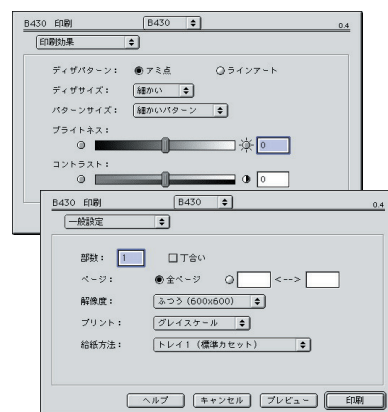 B430 印刷 B430 0.4
印刷効果
ディザパターン： アミ点 ラインアート
ディザサイズ： 細かい
パターンサイズ： 細かいパターン
ブライトネス：
0
コントラスト：
0
B430 印刷 B430 0.4
一般設定
部数： 1 丁合い
ページ： 全ページ <-->
解像度： ふつう (600x600)
プリント： グレイスケール
給紙方法： トレイ1 (標準カセット)
ヘルプ キャンセル プレビュー 印刷